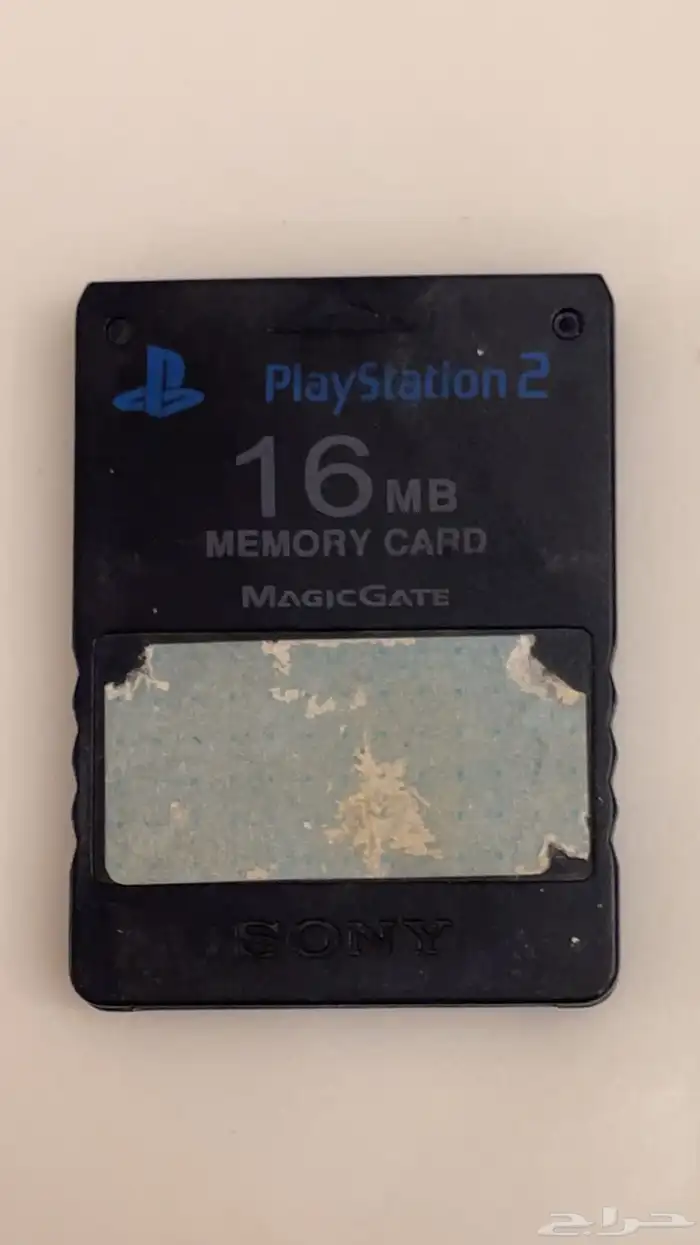 PlayStation 2
16 MB
MEMORY CARD
MAGICGATE
SONY
حراج